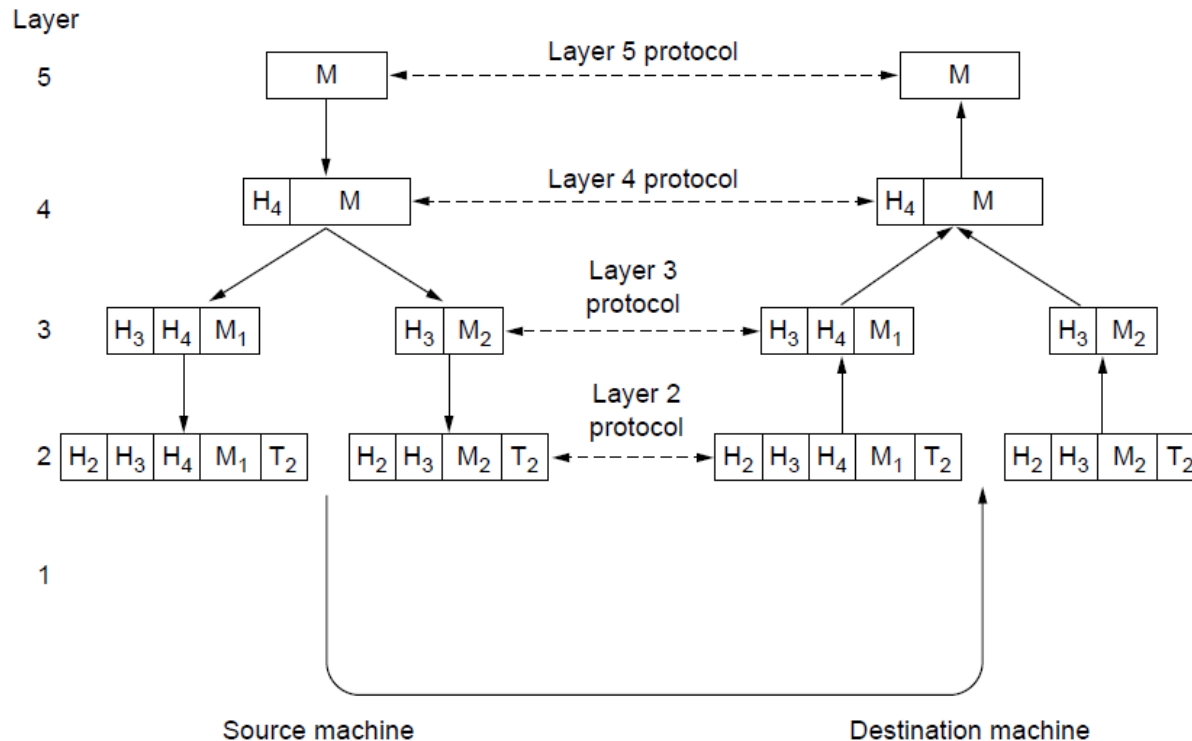 Layer
5 M Layer 5 protocol M
4 H4 M Layer 4 protocol H4 M
Layer 3
protocol
3 H3 H4 M1 H3 M2 H3 H4 M1 H3 M2
Layer 2
protocol
2 H2 H3 H4 M1 T2 H2 H3 M2 T2 H2 H3 H4 M1 T2 H2 H3 M2 T2
1
Source machine Destination machine